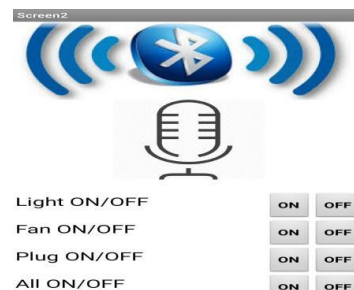 Screen2
Light ON/OFF ON OFF
Fan ON/OFF ON OFF
Plug ON/OFF ON OFF
All ON/OFF ON OFF